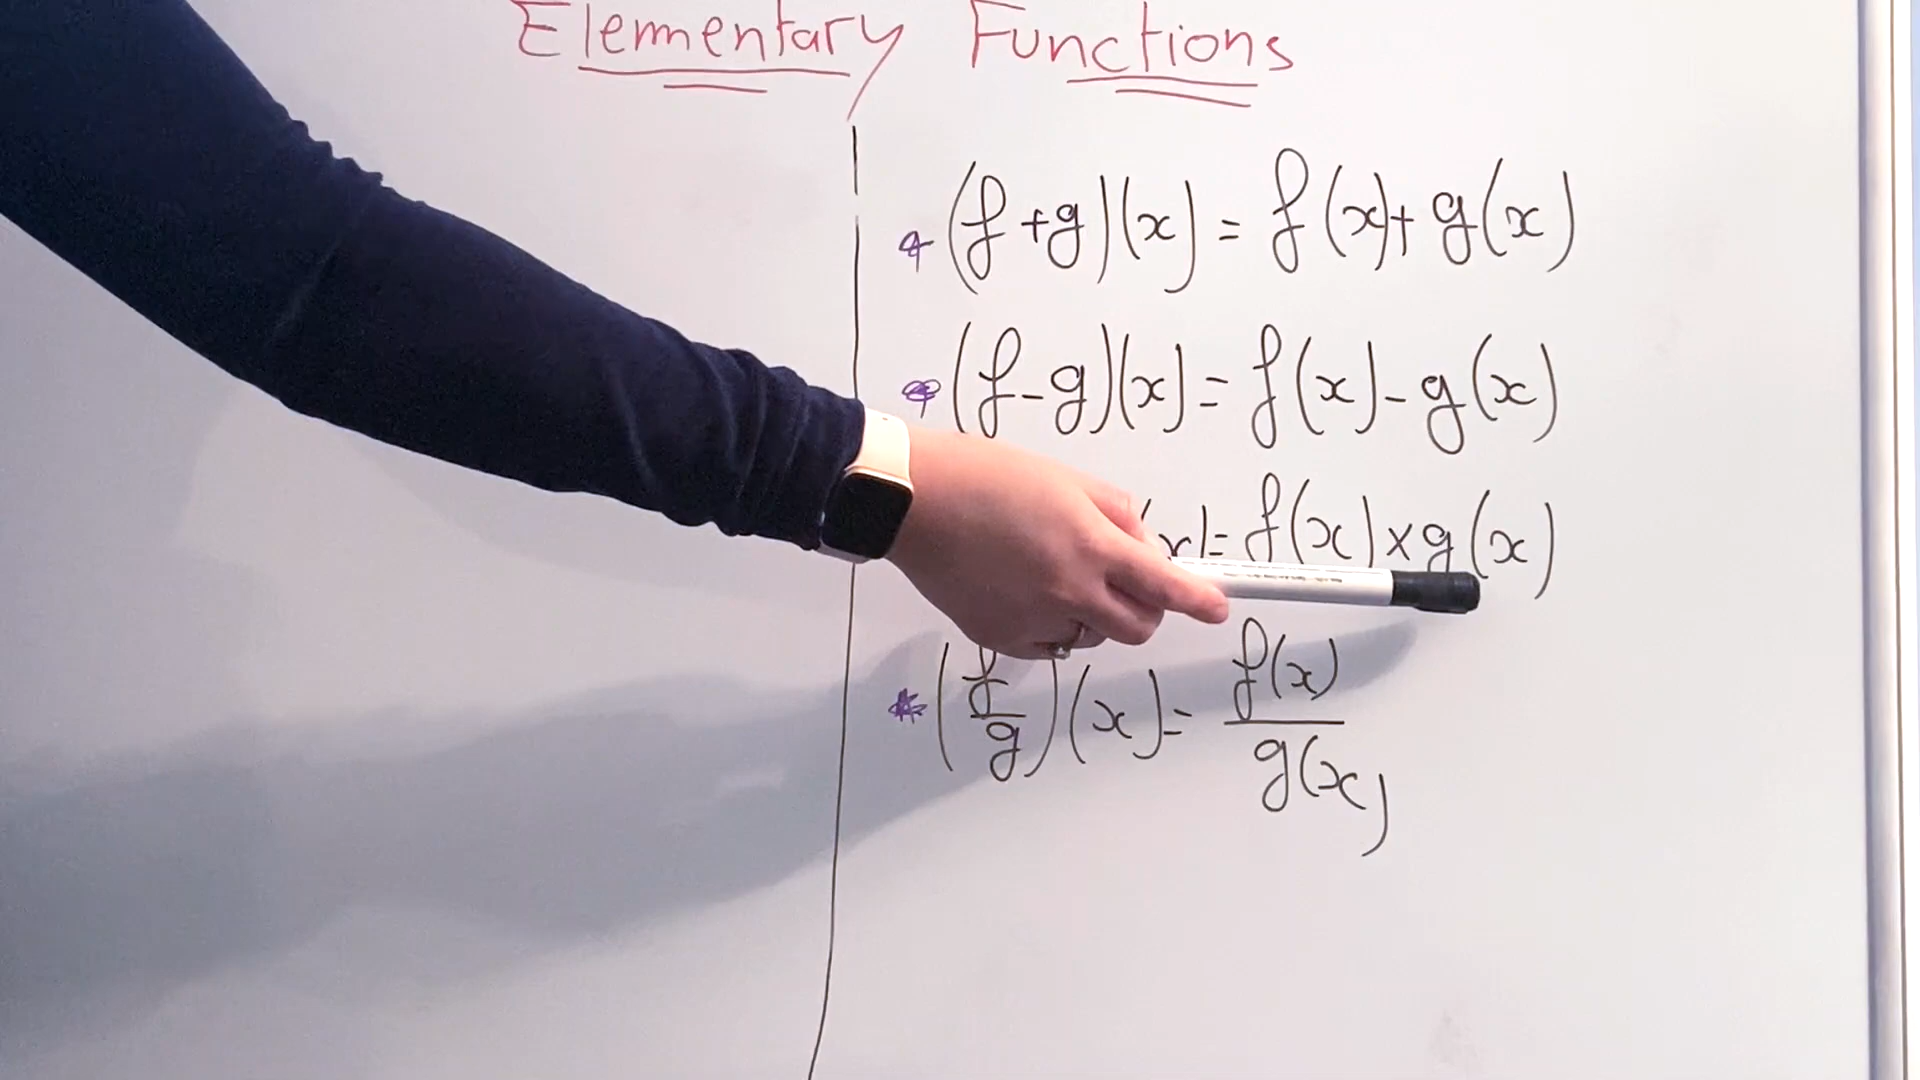 Elementary Functions
* (f+g)(x) = f(x)+ g(x)
* (f-g)(x) = f(x)- g(x)
= f(x)×g(x)
* (f/g)(x) = f(x)/g(x)